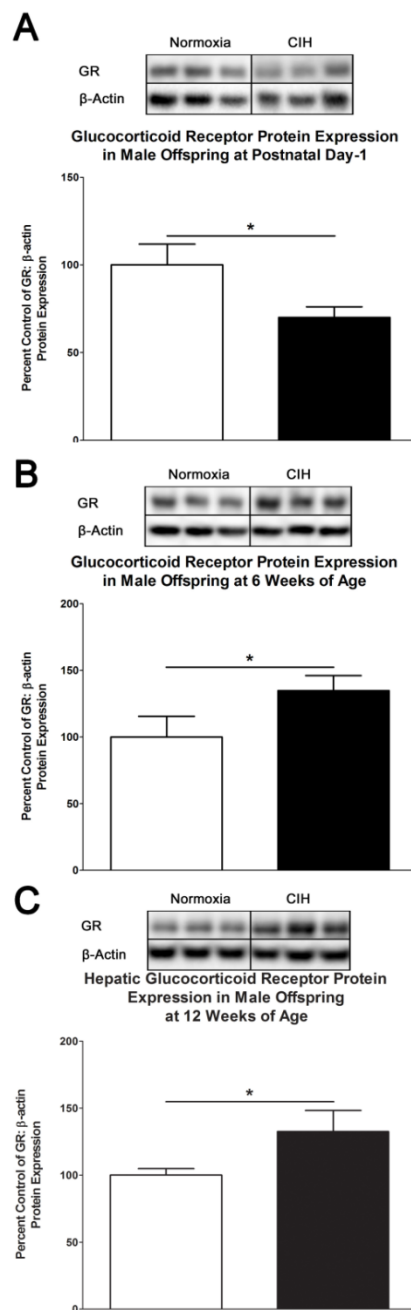 A
Normoxia CIH
GR
β-Actin
Glucocorticoid Receptor Protein Expression
in Male Offspring at Postnatal Day-1
Percent Control of GR: β-actin
Protein Expression
150
100
50
0
*
B
Normoxia CIH
GR
β-Actin
Glucocorticoid Receptor Protein Expression
in Male Offspring at 6 Weeks of Age
Percent Control of GR: β-actin
Protein Expression
200
150
100
50
0
*
C
Normoxia CIH
GR
β-Actin
Hepatic Glucocorticoid Receptor Protein
Expression in Male Offspring
at 12 Weeks of Age
Percent Control of GR: β-actin
Protein Expression
200
150
100
50
0
*